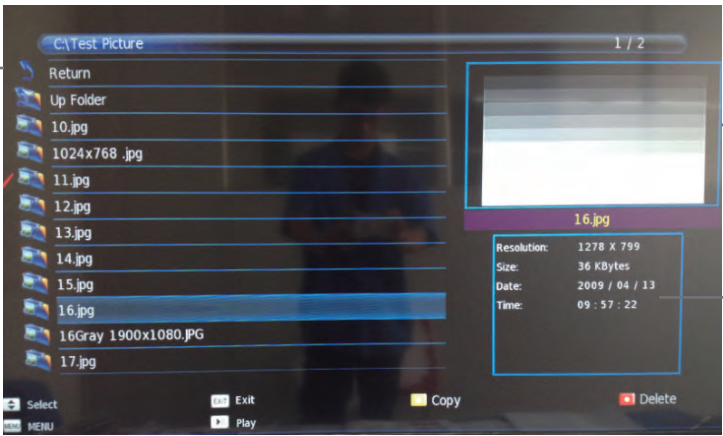 C:\Test Picture
1 / 2
Return
Up Folder
10.jpg
1024x768 .jpg
11.jpg
12.jpg
13.jpg
14.jpg
15.jpg
16.jpg
16Gray 1900x1080.JPG
17.jpg
16.jpg
Resolution: 1278 X 799
Size: 36 KBytes
Date: 2009 / 04 / 13
Time: 09 : 57 : 22
Select
EXIT Exit
Copy
Delete
MENU MENU
Play